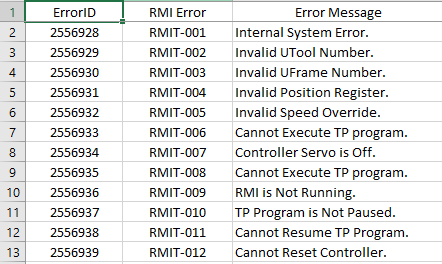 1 ErrorID RMI Error Error Message
2 2556928 RMIT-001 Internal System Error.
3 2556929 RMIT-002 Invalid UTool Number.
4 2556930 RMIT-003 Invalid UFrame Number.
5 2556931 RMIT-004 Invalid Position Register.
6 2556932 RMIT-005 Invalid Speed Override.
7 2556933 RMIT-006 Cannot Execute TP program.
8 2556934 RMIT-007 Controller Servo is Off.
9 2556935 RMIT-008 Cannot Execute TP program.
10 2556936 RMIT-009 RMI is Not Running.
11 2556937 RMIT-010 TP Program is Not Paused.
12 2556938 RMIT-011 Cannot Resume TP Program.
13 2556939 RMIT-012 Cannot Reset Controller.